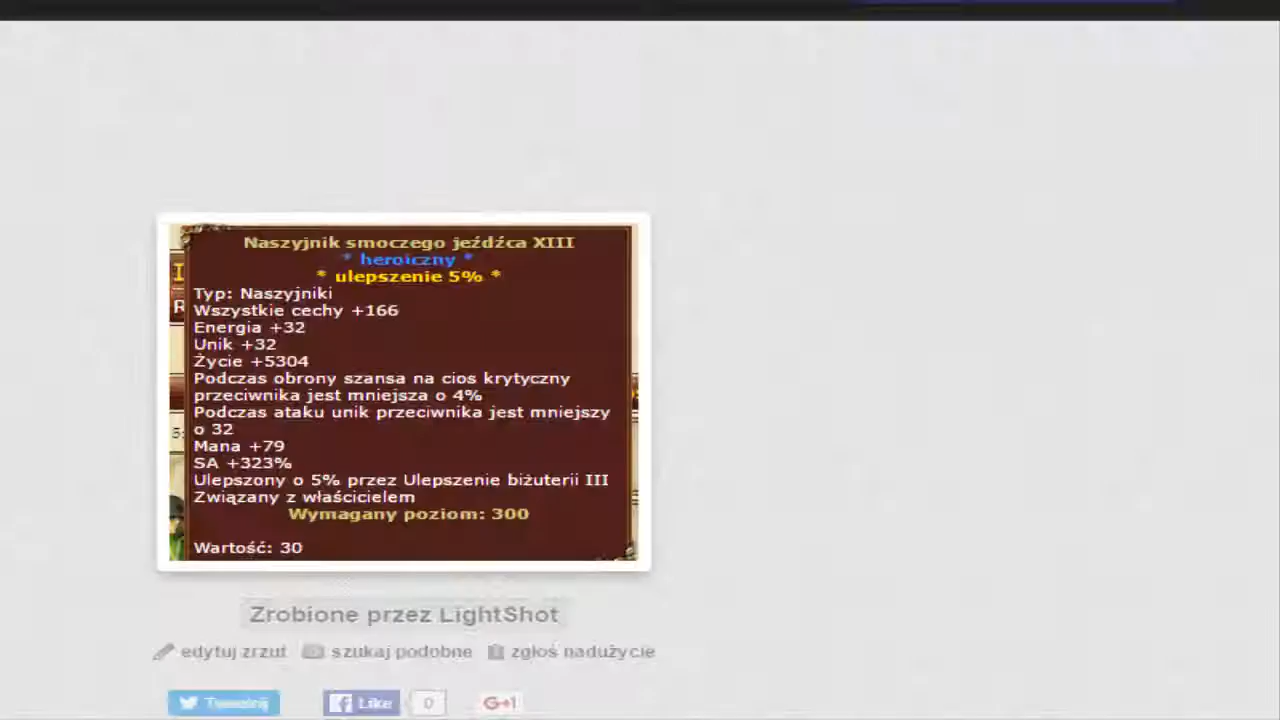 Naszyjnik smoczego jeźdźca XIII
* heroiczny *
* ulepszenie 5% *
Typ: Naszyjniki
Wszystkie cechy +166
Energia +32
Unik +32
Życie +5304
Podczas obrony szansa na cios krytyczny
przeciwnika jest mniejsza o 4%
Podczas ataku unik przeciwnika jest mniejszy
o 32
Mana +79
SA +323%
Ulepszony o 5% przez Ulepszenie biżuterii III
Związany z właścicielem
Wymagany poziom: 300
Wartość: 30
Zrobione przez LightShot
edytuj zrzut szukaj podobne zgłoś nadużycie
Tweetnij Like 0 G+1